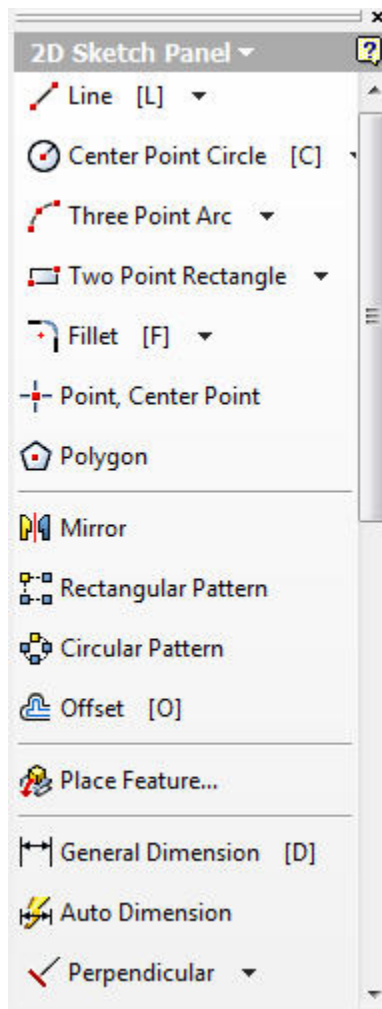 2D Sketch Panel
Line [L]
Center Point Circle [C]
Three Point Arc
Two Point Rectangle
Fillet [F]
Point, Center Point
Polygon
Mirror
Rectangular Pattern
Circular Pattern
Offset [O]
Place Feature...
General Dimension [D]
Auto Dimension
Perpendicular